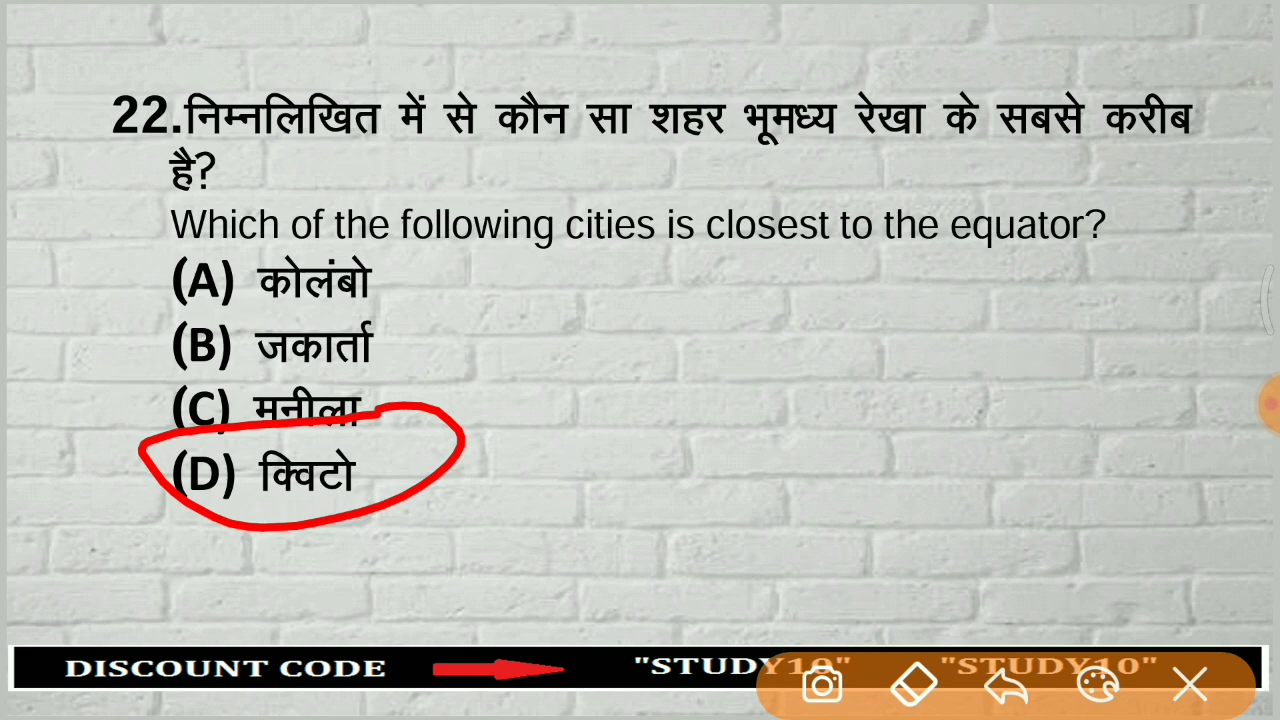 22.निम्नलिखित में से कौन सा शहर भूमध्य रेखा के सबसे करीब
है?
Which of the following cities is closest to the equator?
(A) कोलंबो
(B) जकार्ता
(C) मनीला
(D) क्विटो
DISCOUNT CODE "STUDY10" "STUDY10"